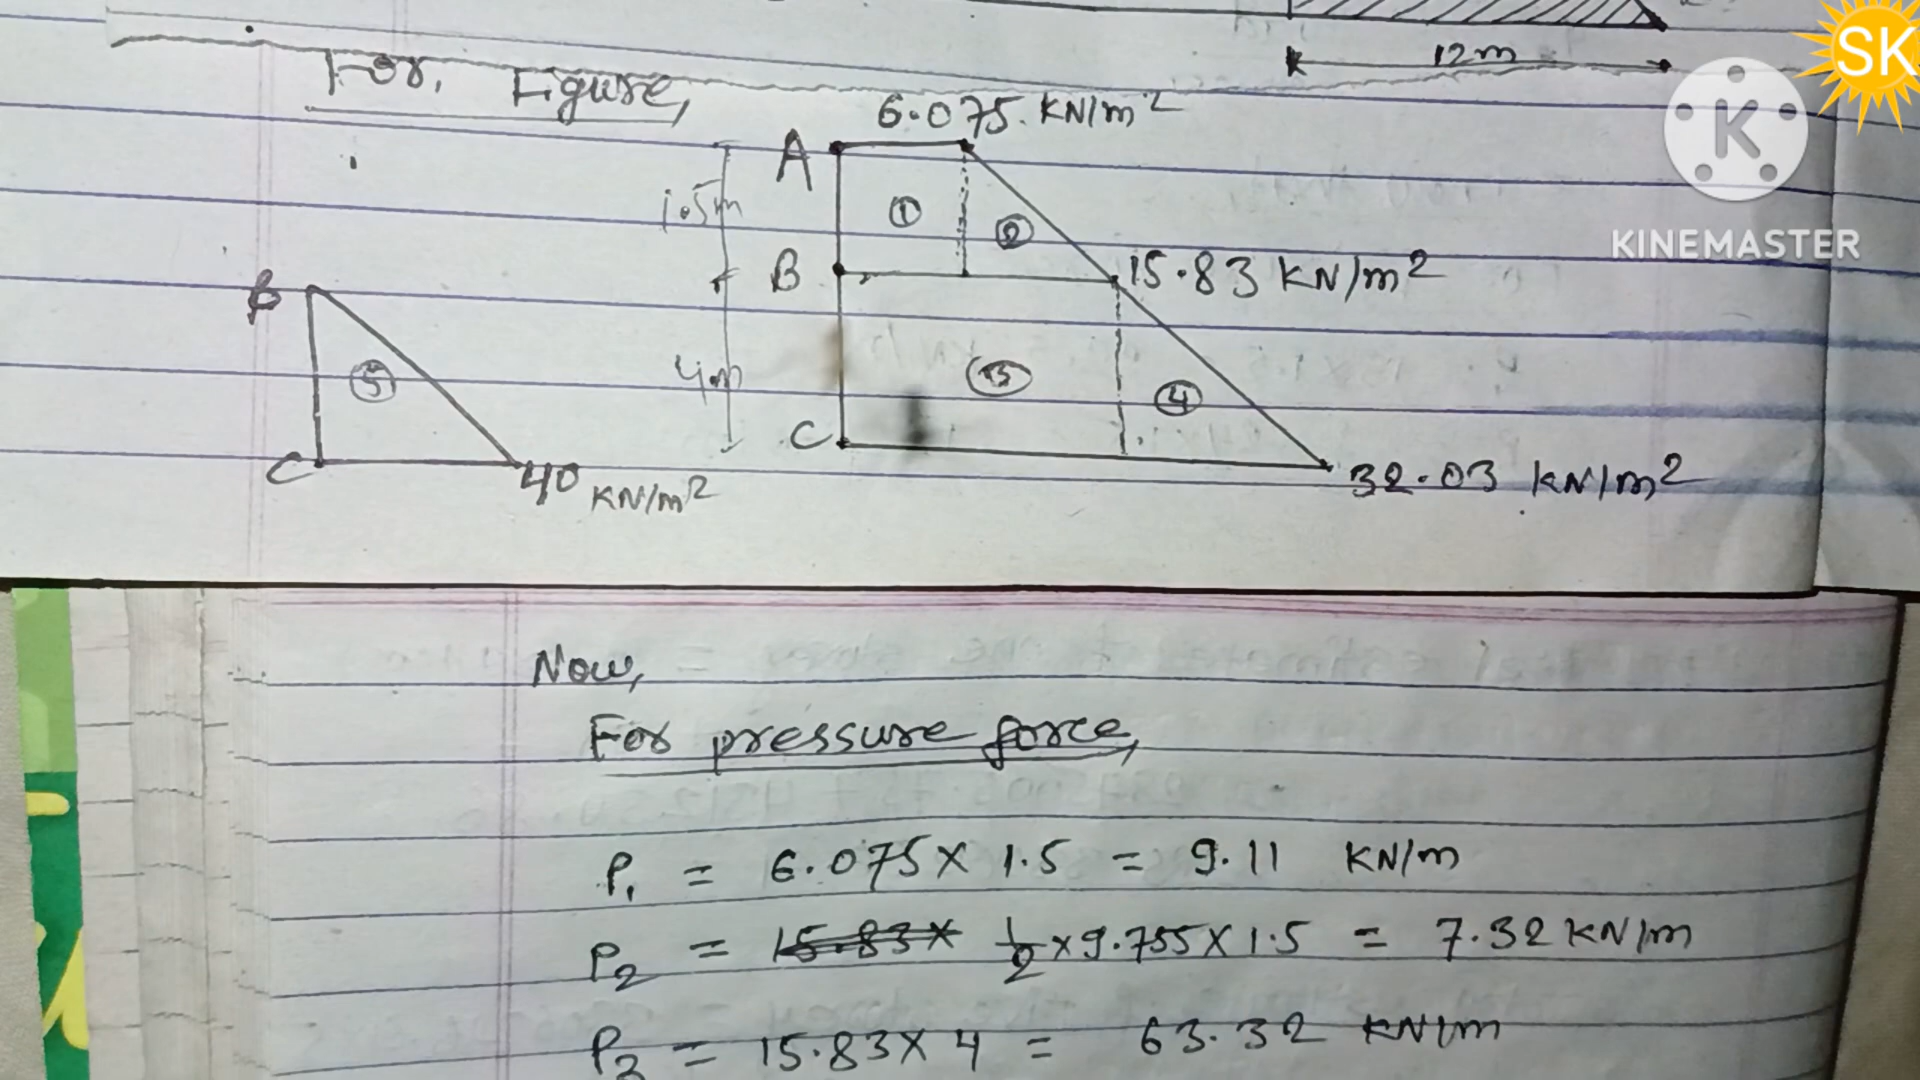 12m
SK
K
KINEMASTER
For, Figure,
6.075. KN/m²
A
1.5m
① ②
B
15.83 KN/m²
B
4m
③ ④
⑤
C
32.03 KN/m²
C
40 KN/m²
Now,
For pressure force,
P₁ = 6.075 × 1.5 = 9.11 KN/m
P₂ = 15.83× 1/2 × 9.755 × 1.5 = 7.32 KN/m
P₃ = 15.83 × 4 = 63.32 KN/m